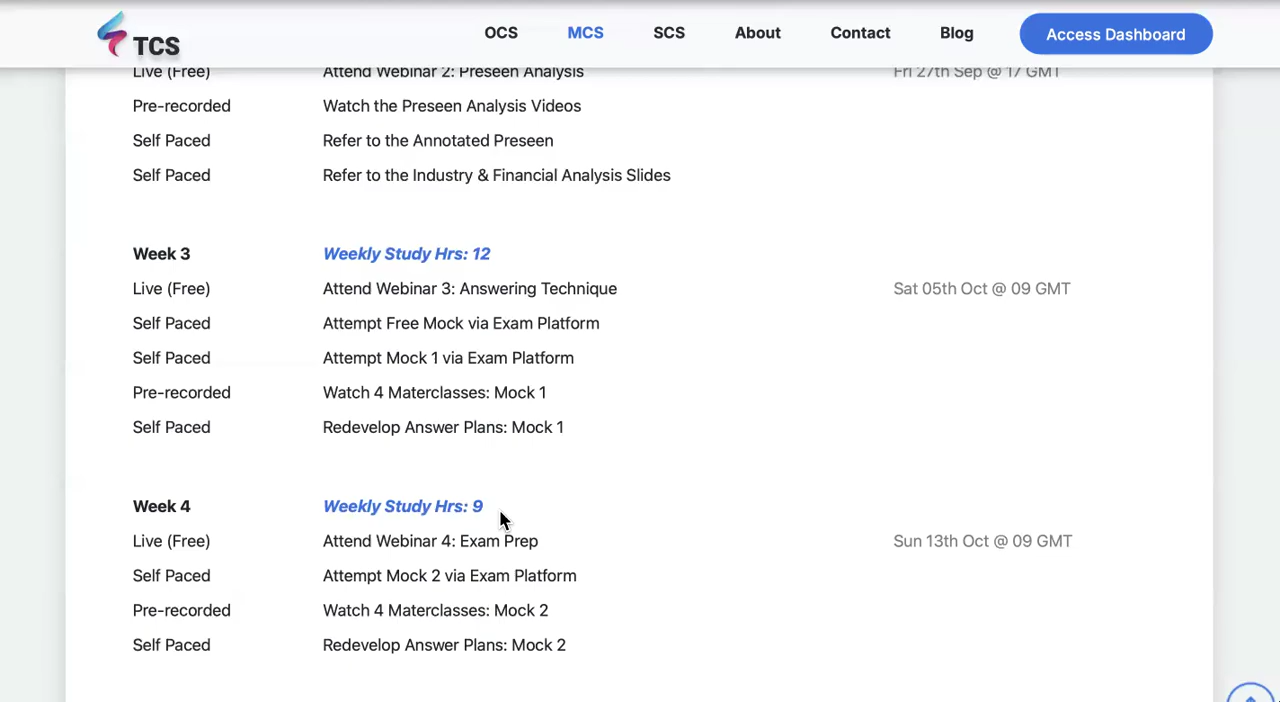 TCS OCS MCS SCS About Contact Blog Access Dashboard
Live (Free) Attend Webinar 2: Preseen Analysis Fri 27th Sep @ 17 GMT
Pre-recorded Watch the Preseen Analysis Videos
Self Paced Refer to the Annotated Preseen
Self Paced Refer to the Industry & Financial Analysis Slides
Week 3 Weekly Study Hrs: 12
Live (Free) Attend Webinar 3: Answering Technique Sat 05th Oct @ 09 GMT
Self Paced Attempt Free Mock via Exam Platform
Self Paced Attempt Mock 1 via Exam Platform
Pre-recorded Watch 4 Materclasses: Mock 1
Self Paced Redevelop Answer Plans: Mock 1
Week 4 Weekly Study Hrs: 9
Live (Free) Attend Webinar 4: Exam Prep Sun 13th Oct @ 09 GMT
Self Paced Attempt Mock 2 via Exam Platform
Pre-recorded Watch 4 Materclasses: Mock 2
Self Paced Redevelop Answer Plans: Mock 2